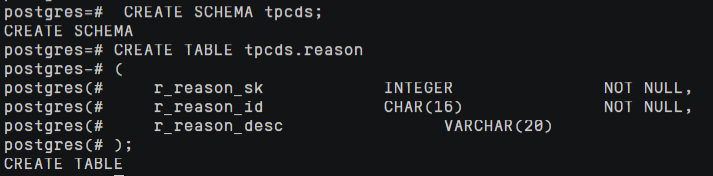 postgres=#  CREATE SCHEMA tpcds;
CREATE SCHEMA
postgres=# CREATE TABLE tpcds.reason
postgres-# (
postgres(#     r_reason_sk            INTEGER               NOT NULL,
postgres(#     r_reason_id            CHAR(16)              NOT NULL,
postgres(#     r_reason_desc                VARCHAR(20)
postgres(# );
CREATE TABLE